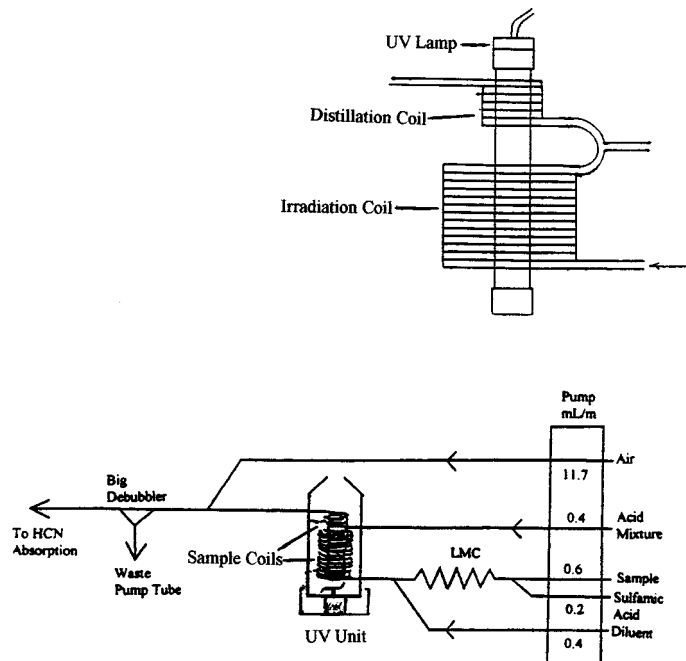 UV Lamp
Distillation Coil
Irradiation Coil
Pump
mL/m
Air
11.7
Big
Debubbler
0.4
Acid
Mixture
To HCN
Absorption
Sample Coils
LMC
0.6
Sample
Waste
Pump Tube
Sulfamic
0.2
Acid
UV Unit
Diluent
0.4